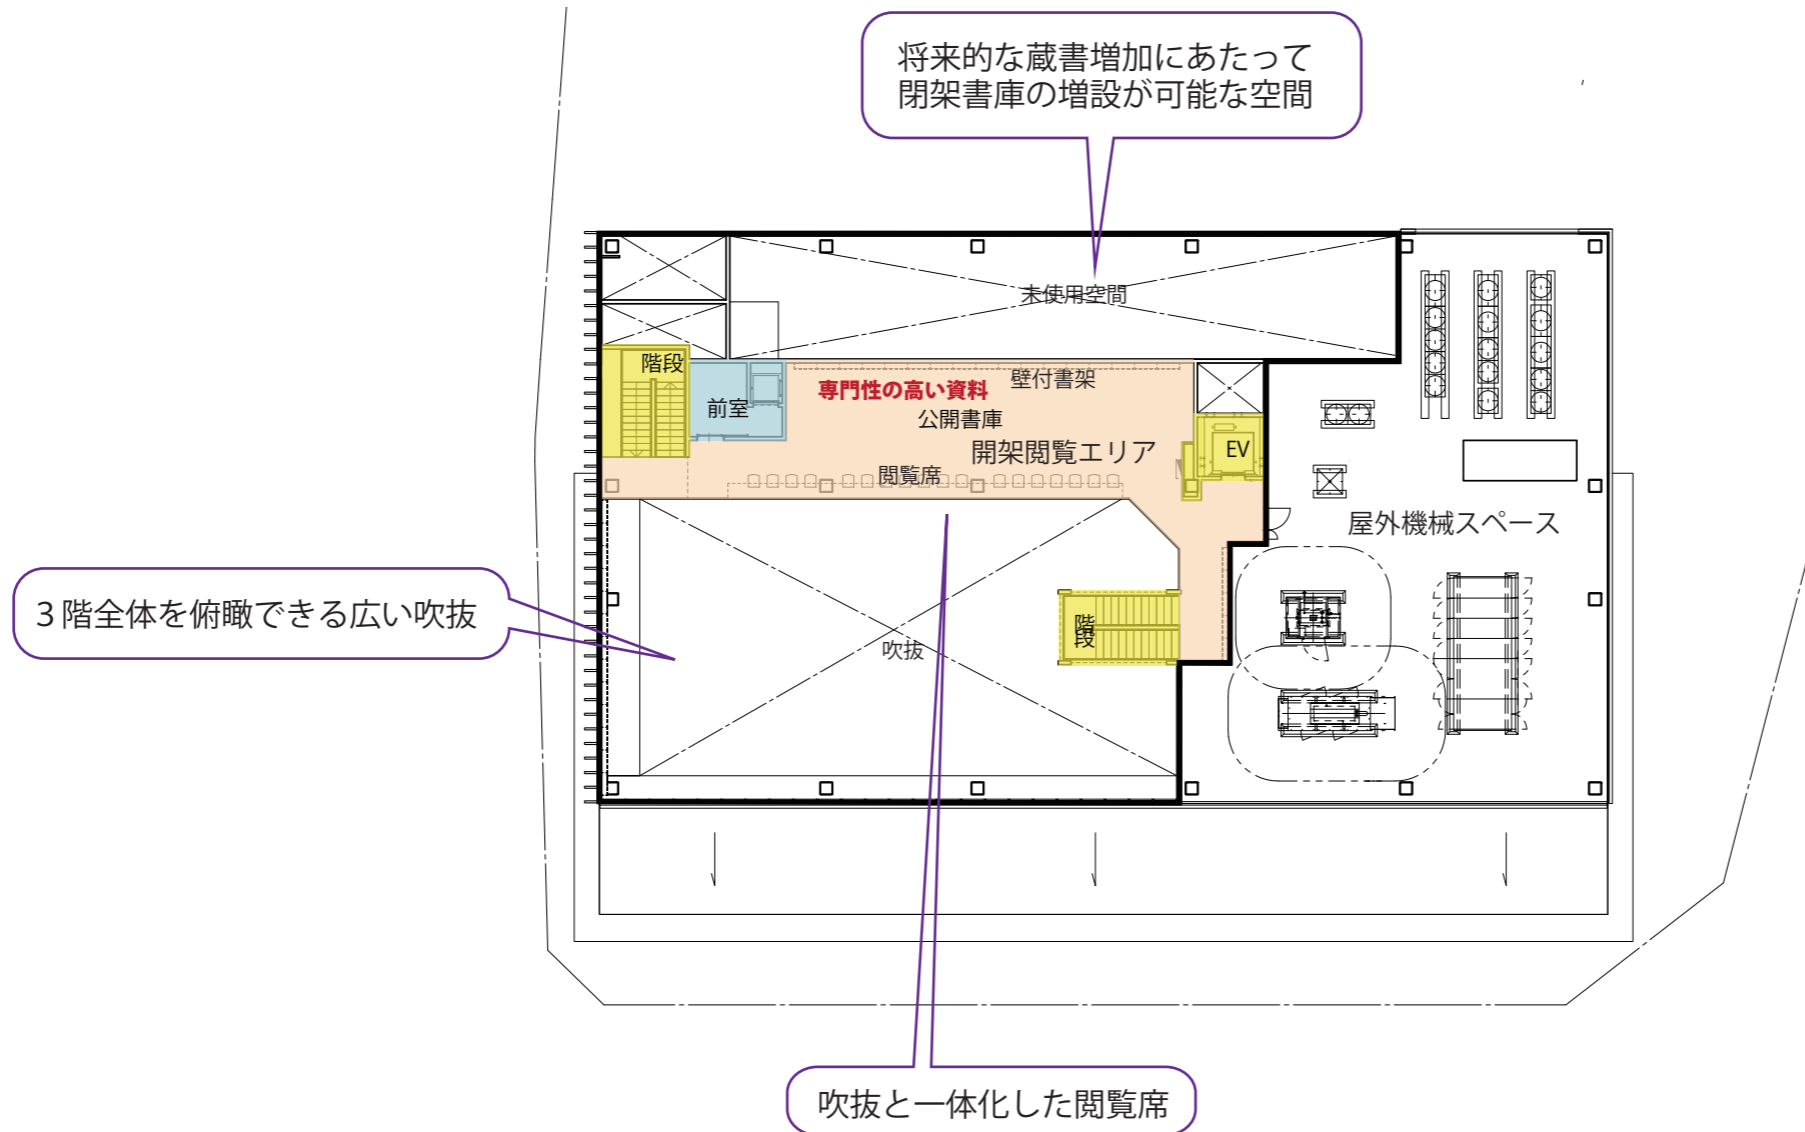 将来的な蔵書増加にあたって
閉架書庫の増設が可能な空間
未使用空間
階段
前室
専門性の高い資料
壁付書架
公開書庫
開架閲覧エリア
EV
閲覧席
屋外機械スペース
3階全体を俯瞰できる広い吹抜
階段
吹抜
吹抜と一体化した閲覧席